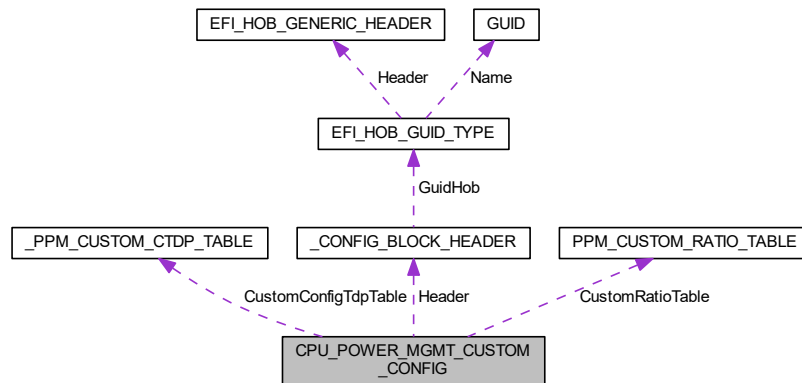 EFI_HOB_GENERIC_HEADER
GUID
Header
Name
EFI_HOB_GUID_TYPE
GuidHob
_PPM_CUSTOM_CTDP_TABLE
_CONFIG_BLOCK_HEADER
PPM_CUSTOM_RATIO_TABLE
CustomConfigTdpTable
Header
CustomRatioTable
CPU_POWER_MGMT_CUSTOM
_CONFIG